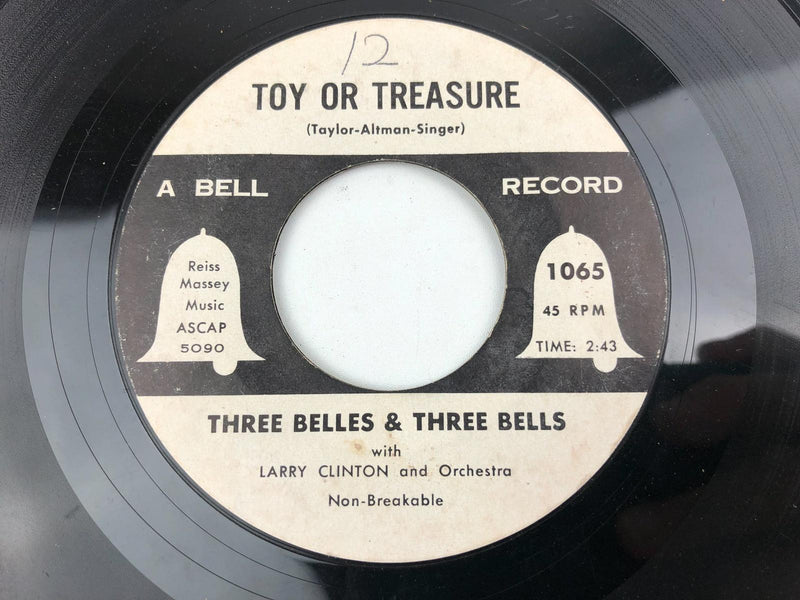 12
TOY OR TREASURE
(Taylor-Altman-Singer)
A BELL RECORD
Reiss
Massey
Music
ASCAP
5090
1065
45 RPM
TIME: 2:43
THREE BELLES & THREE BELLS
with
LARRY CLINTON and Orchestra
Non-Breakable